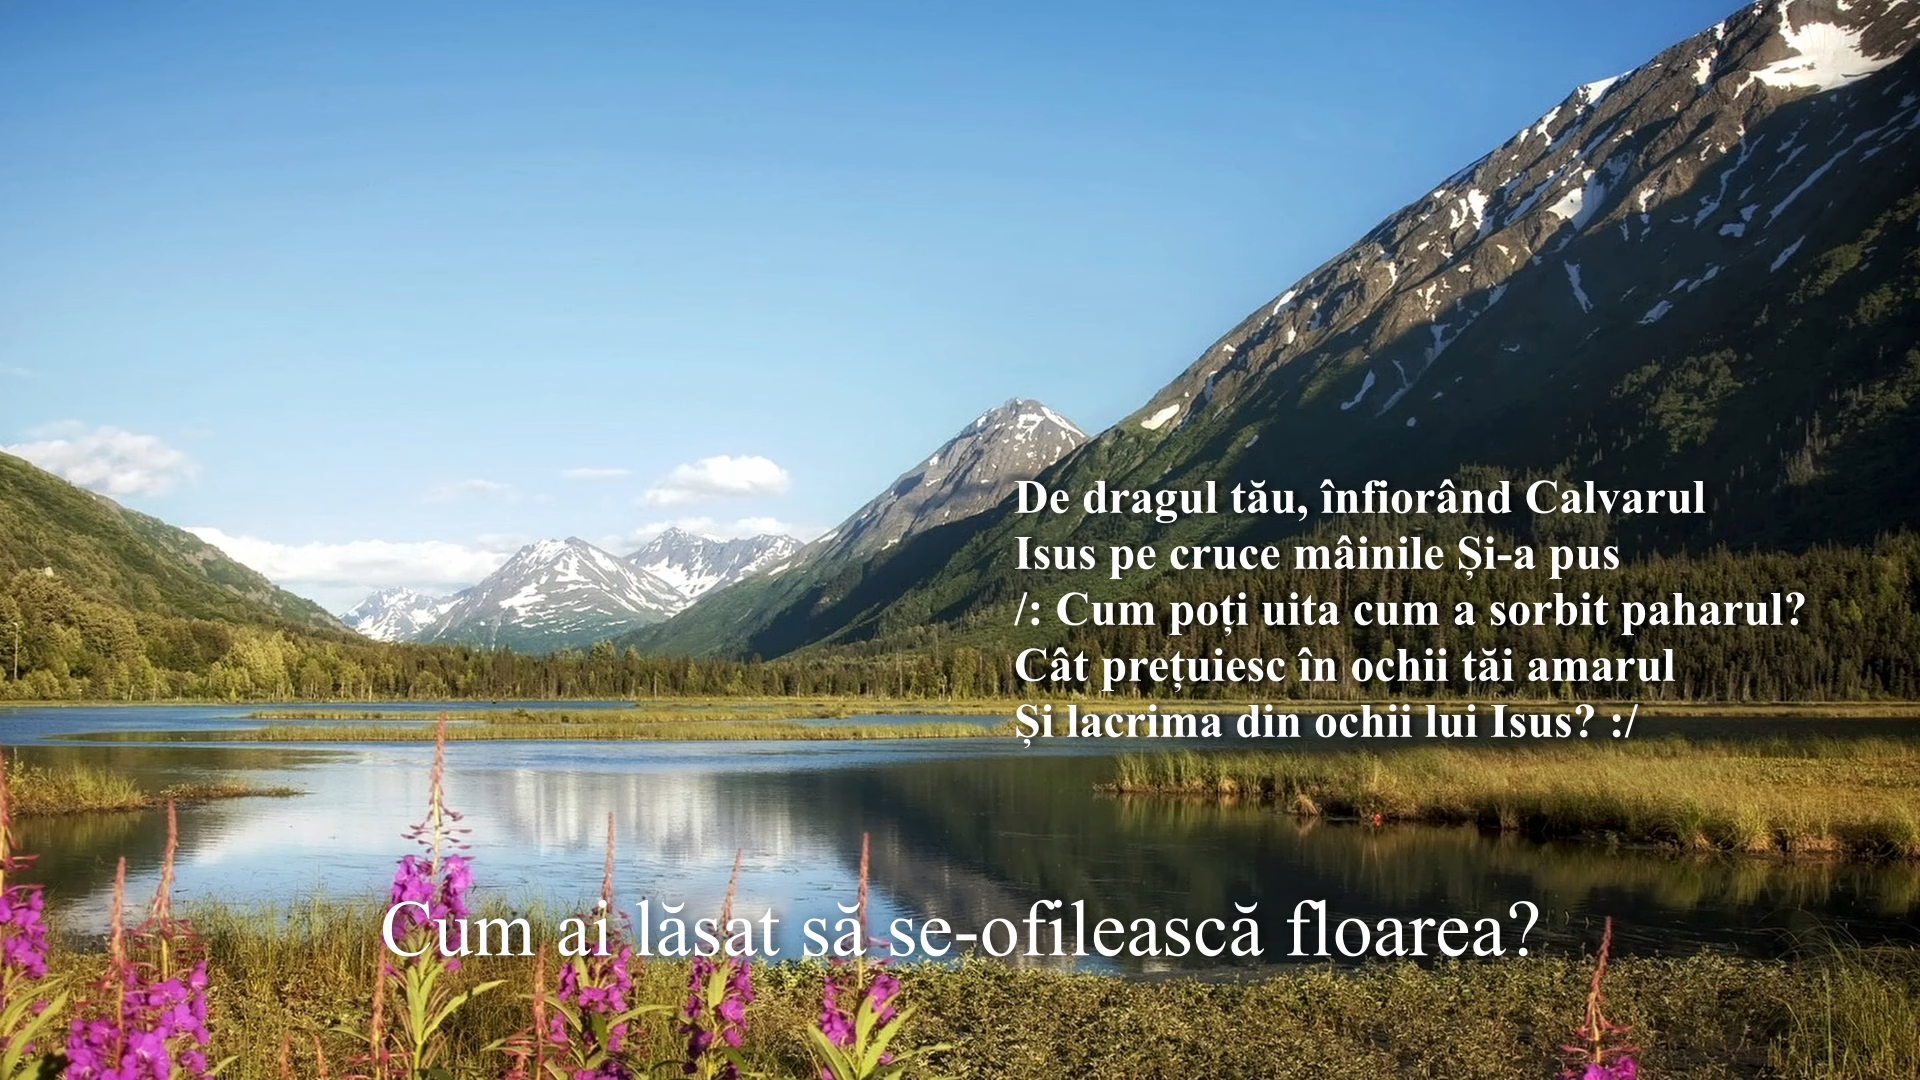 De dragul tău, înfiorând Calvarul
Isus pe cruce mâinile Și-a pus
/: Cum poți uita cum a sorbit paharul?
Cât prețuiesc în ochii tăi amarul
Și lacrima din ochii lui Isus? :/
Cum ai lăsat să se-ofilească floarea?